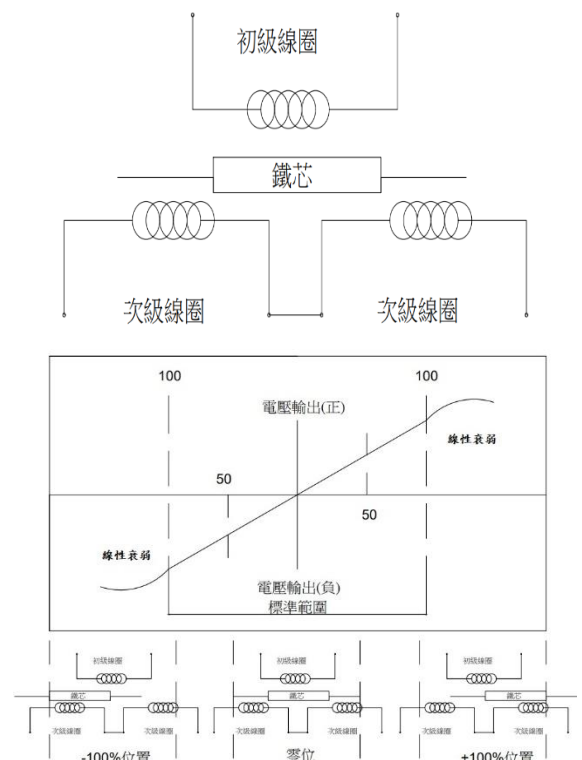 初級線圈
鐵芯
次級線圈 次級線圈
100 100
電壓輸出(正)
線性衰弱
50
50
線性衰弱
電壓輸出(負)
標準範圍
初級線圈 初級線圈 初級線圈
鐵芯 鐵芯 鐵芯
次級線圈 次級線圈 次級線圈 次級線圈 次級線圈 次級線圈
-100%位置 零位 +100%位置